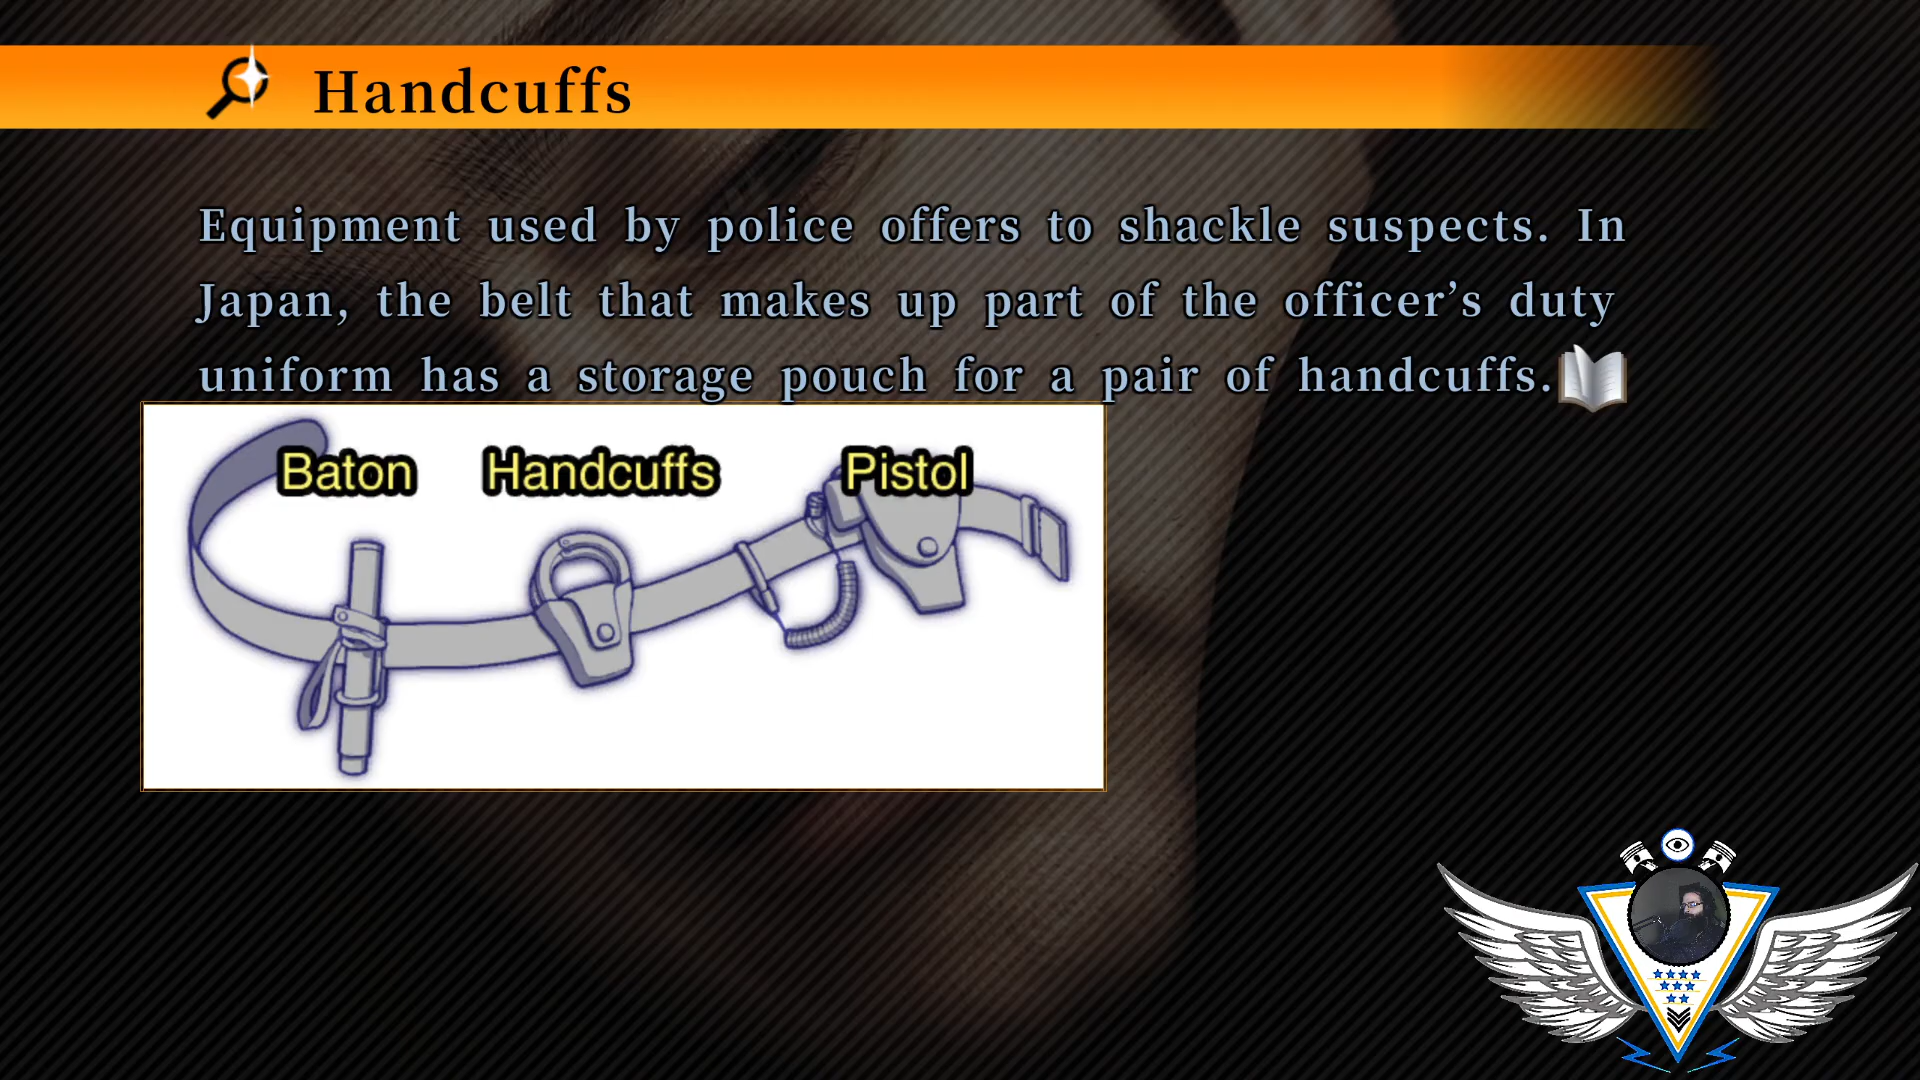 Handcuffs
Equipment used by police offers to shackle suspects. In
Japan, the belt that makes up part of the officer’s duty
uniform has a storage pouch for a pair of handcuffs.
Baton Handcuffs Pistol